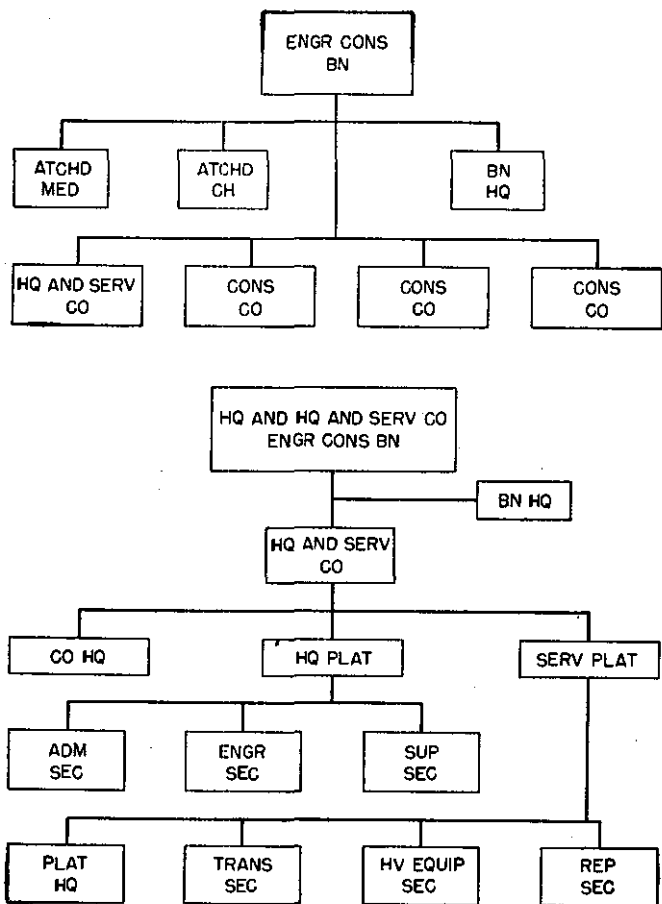 ENGR CONS
BN
ATCHD
MED
ATCHD
CH
BN
HQ
HQ AND SERV
CO
CONS
CO
CONS
CO
CONS
CO
HQ AND HQ AND SERV CO
ENGR CONS BN
BN HQ
HQ AND SERV
CO
CO HQ
HQ PLAT
SERV PLAT
ADM
SEC
ENGR
SEC
SUP
SEC
PLAT
HQ
TRANS
SEC
HV EQUIP
SEC
REP
SEC